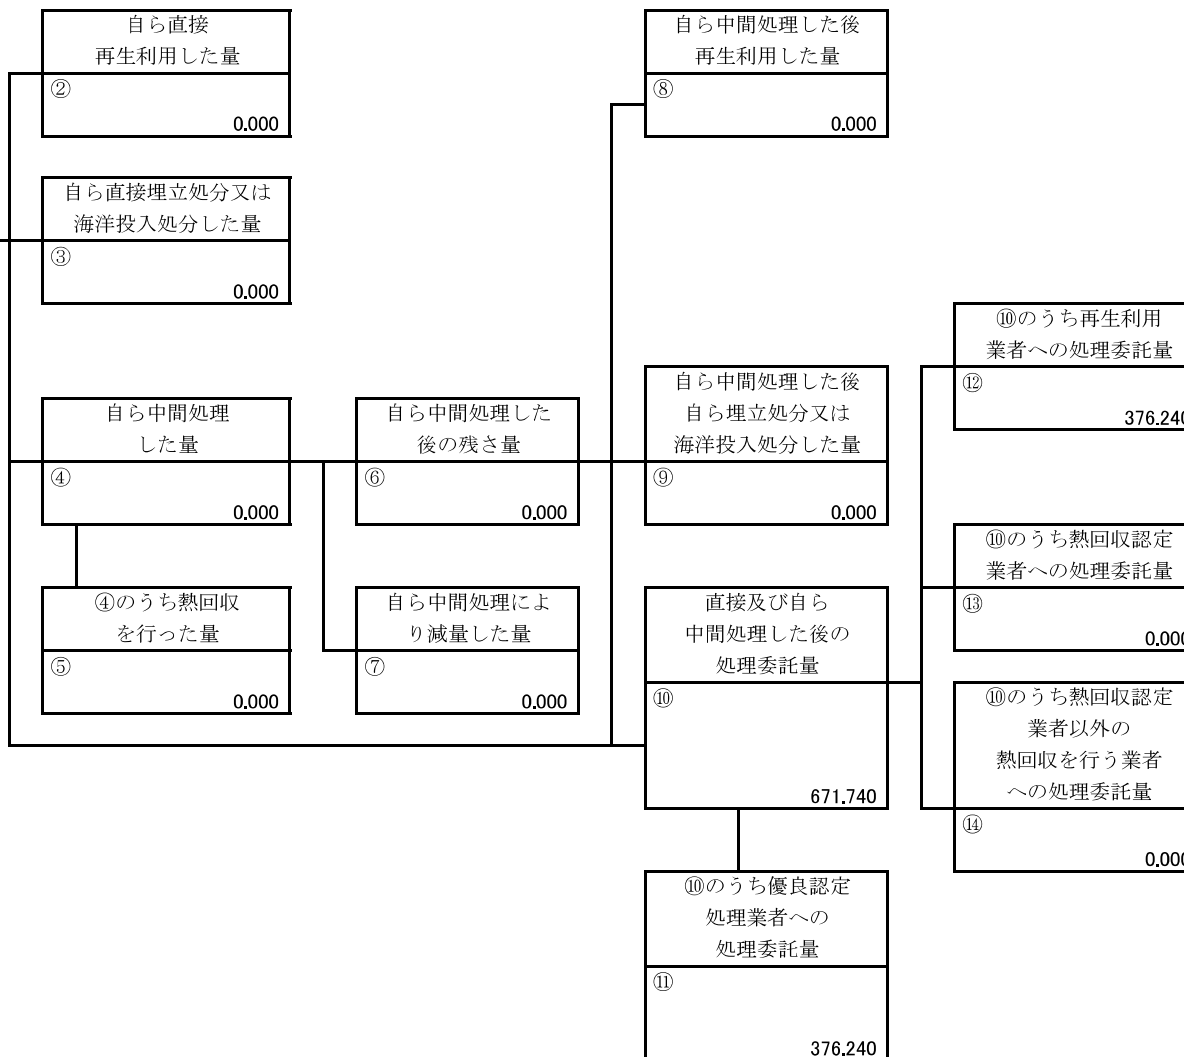 自ら直接
再生利用した量
②
0.000
自ら中間処理した後
再生利用した量
⑧
0.000
自ら直接埋立処分又は
海洋投入処分した量
③
0.000
⑩のうち再生利用
業者への処理委託量
⑫
376.240
自ら中間処理
した量
④
0.000
自ら中間処理した
後の残さ量
⑥
0.000
自ら中間処理した後
自ら埋立処分又は
海洋投入処分した量
⑨
0.000
⑩のうち熱回収認定
業者への処理委託量
⑬
0.000
④のうち熱回収
を行った量
⑤
0.000
自ら中間処理によ
り減量した量
⑦
0.000
直接及び自ら
中間処理した後の
処理委託量
⑩
671.740
⑩のうち熱回収認定
業者以外の
熱回収を行う業者
への処理委託量
⑭
0.000
⑩のうち優良認定
処理業者への
処理委託量
⑪
376.240